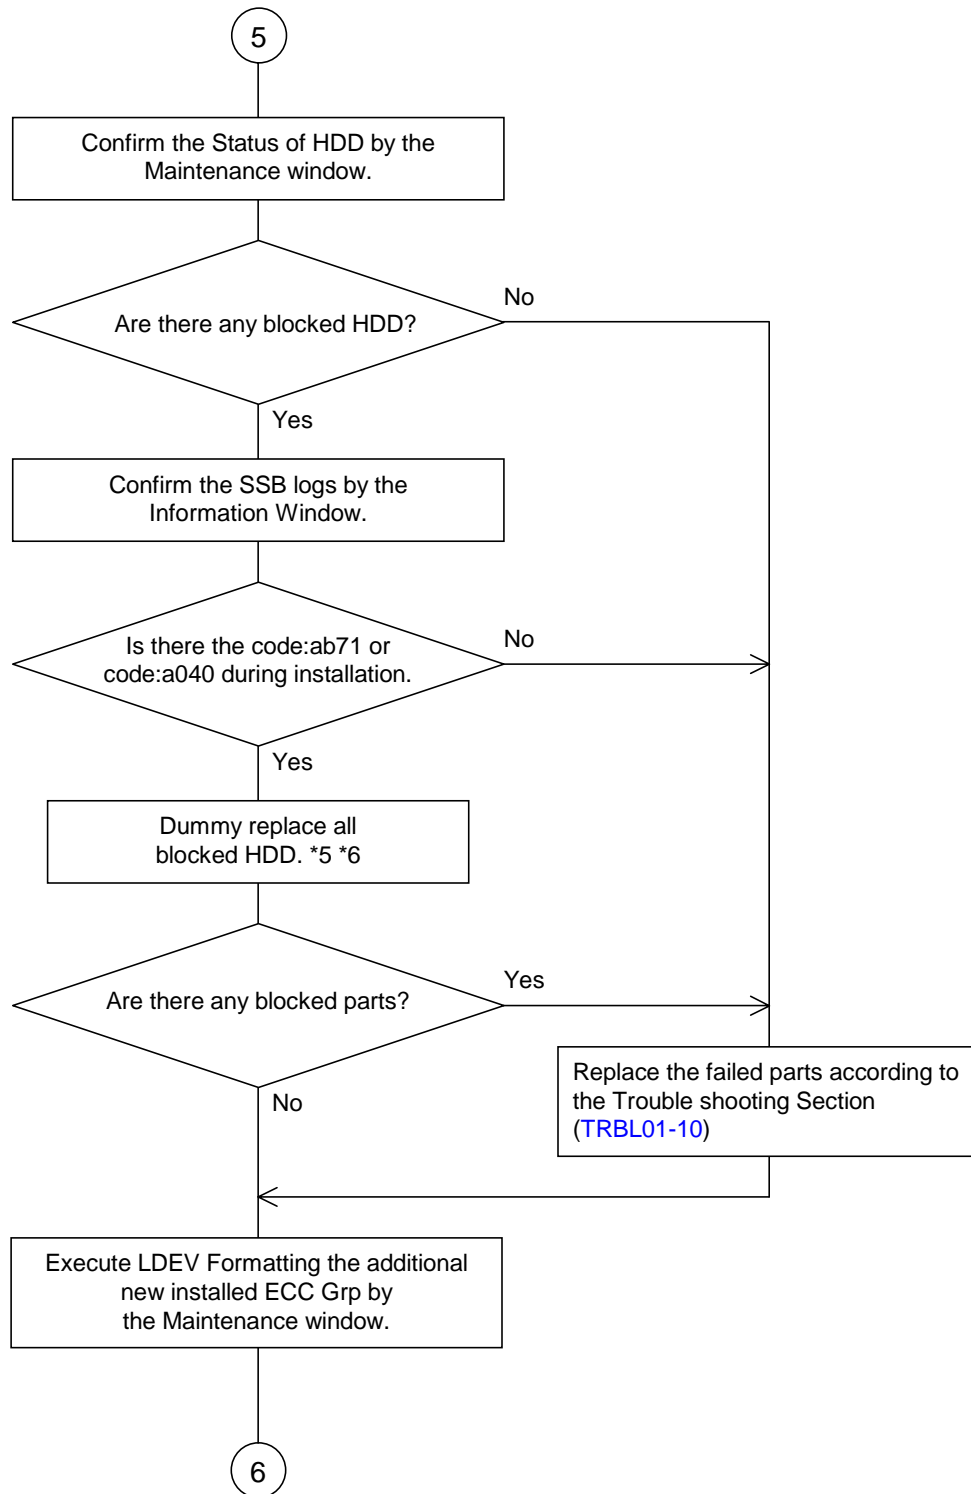 5
Confirm the Status of HDD by the
Maintenance window.
Are there any blocked HDD?
No
Yes
Confirm the SSB logs by the
Information Window.
Is there the code:ab71 or
code:a040 during installation.
No
Yes
Dummy replace all
blocked HDD. *5 *6
Are there any blocked parts?
Yes
No
Replace the failed parts according to
the Trouble shooting Section
(TRBL01-10)
Execute LDEV Formatting the additional
new installed ECC Grp by
the Maintenance window.
6